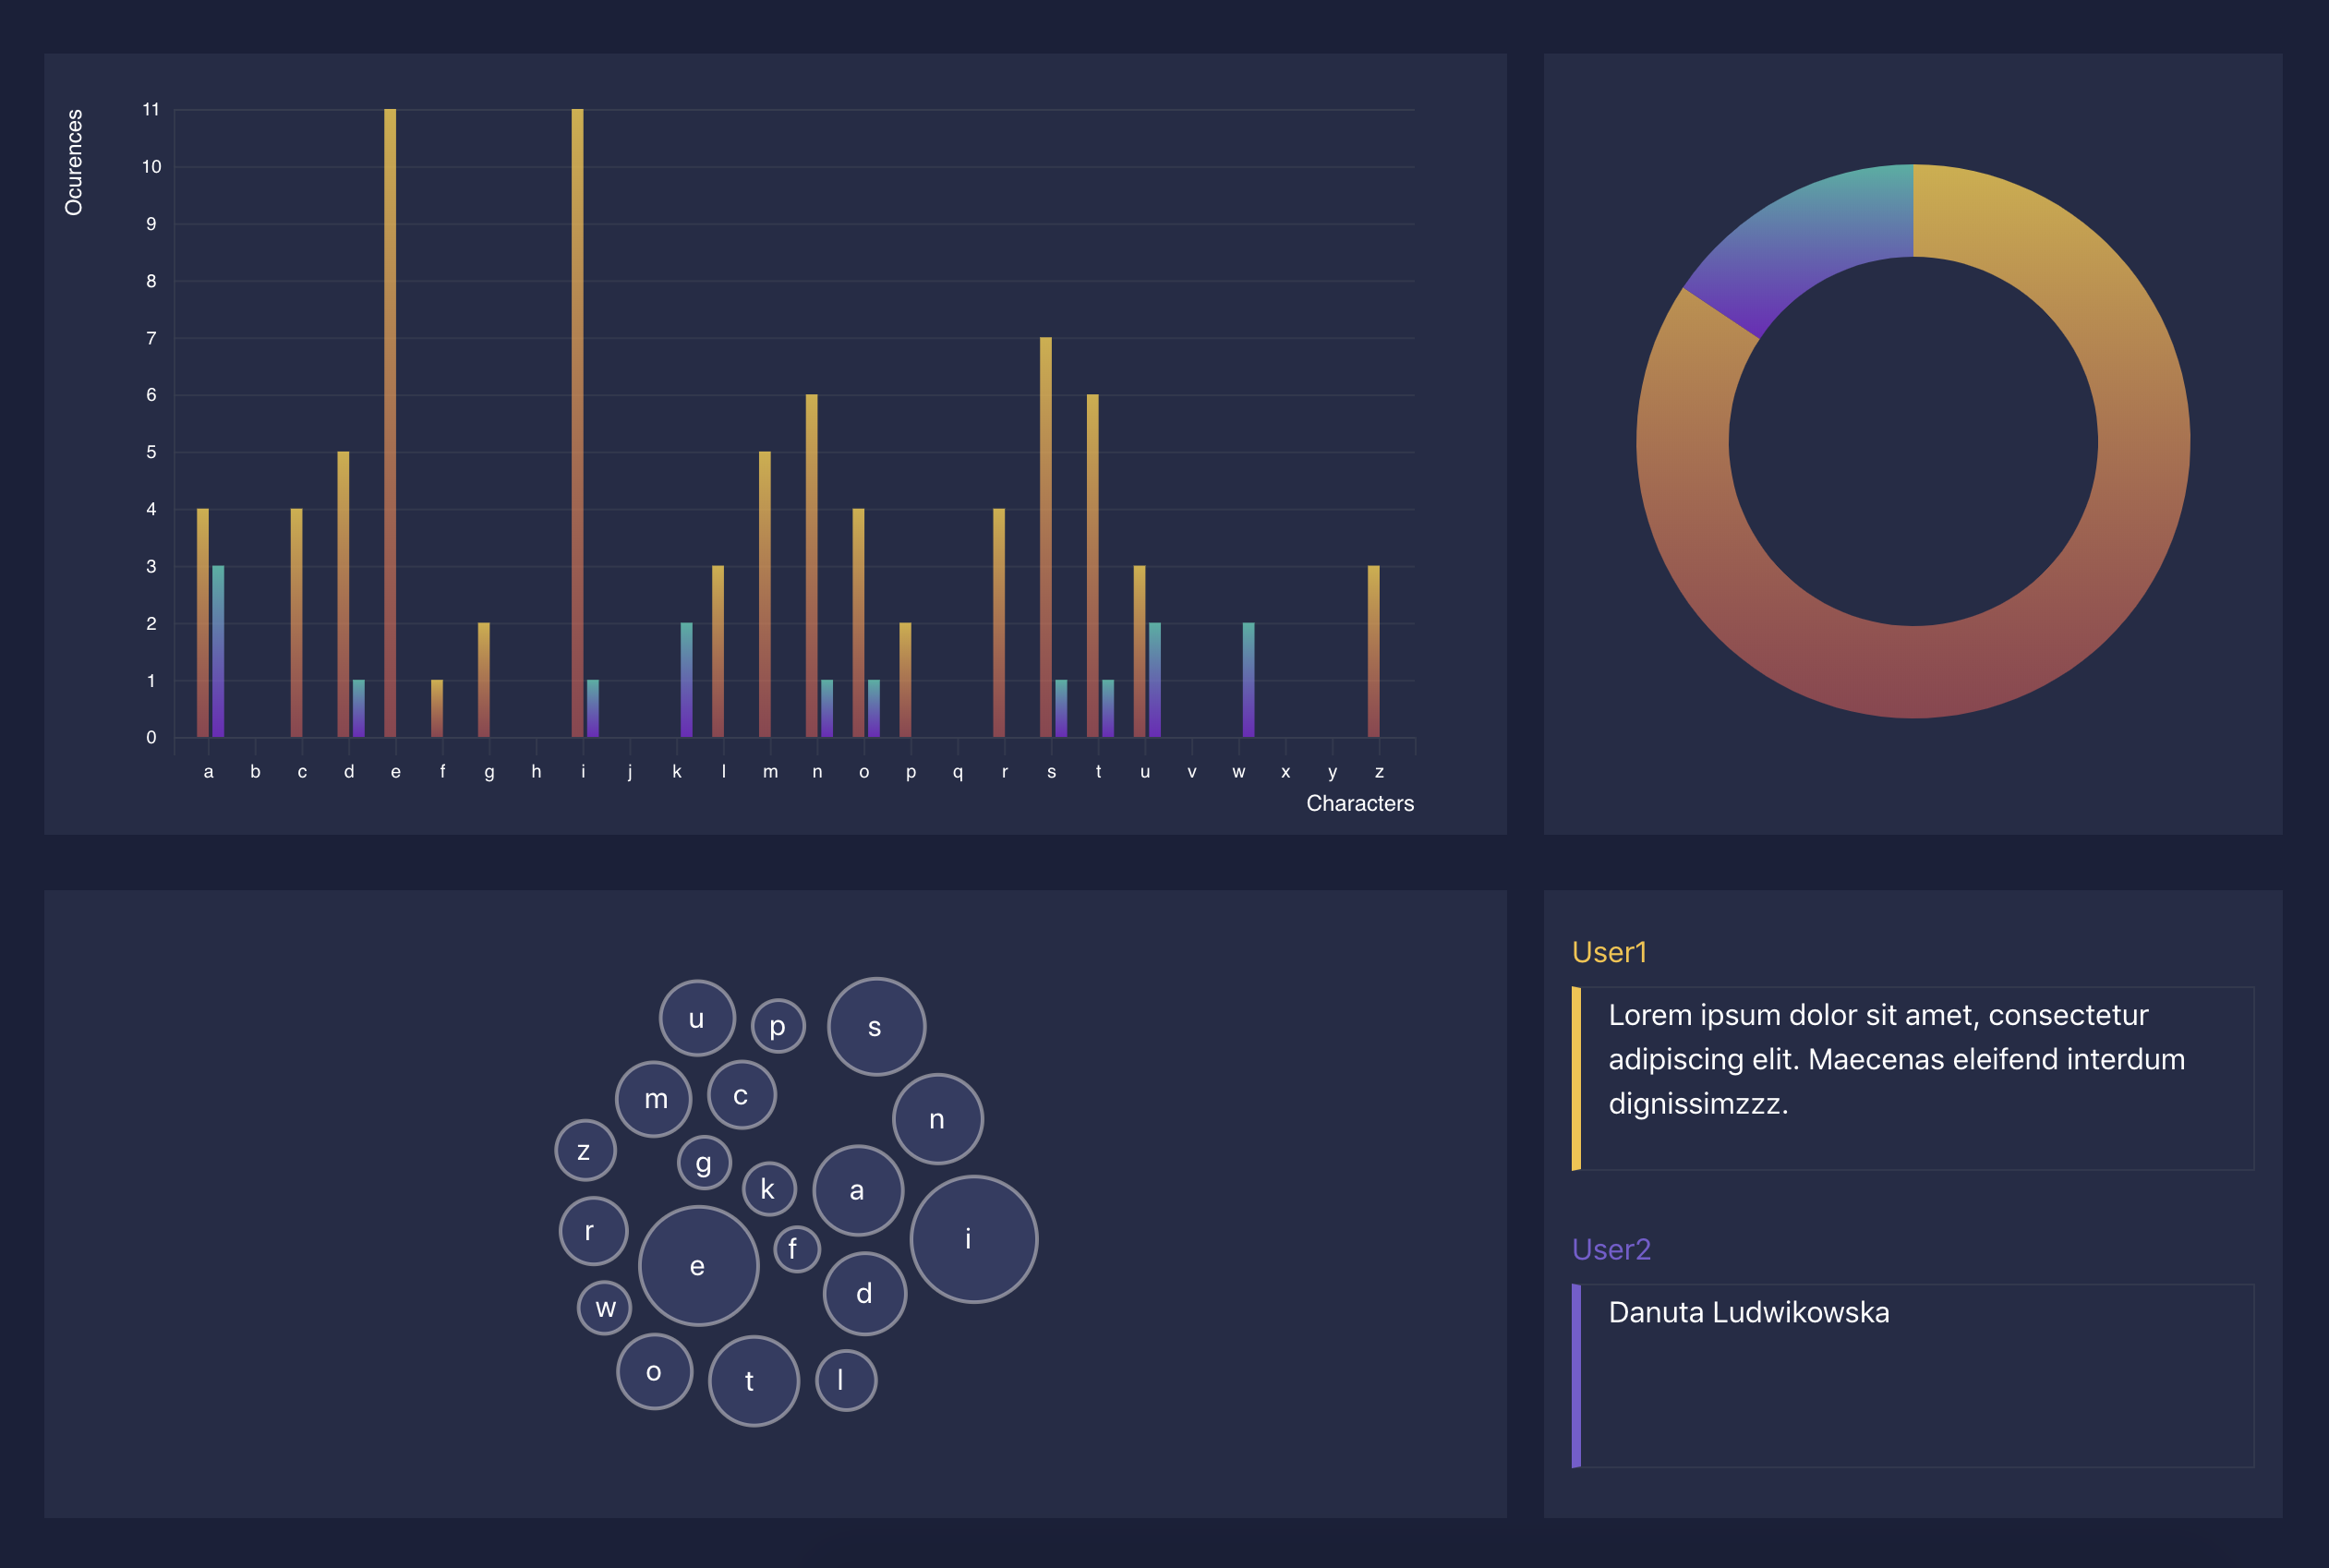 Ocurences
11
10
9
8
7
6
5
4
3
2
1
0
a b c d e f g h i j k l m n o p q r s t u v w x y z
Characters
u p s
m c n
z g k a
r e f i
w d
o t l
User1
Lorem ipsum dolor sit amet, consectetur
adipiscing elit. Maecenas eleifend interdum
dignissimzzz.
User2
Danuta Ludwikowska